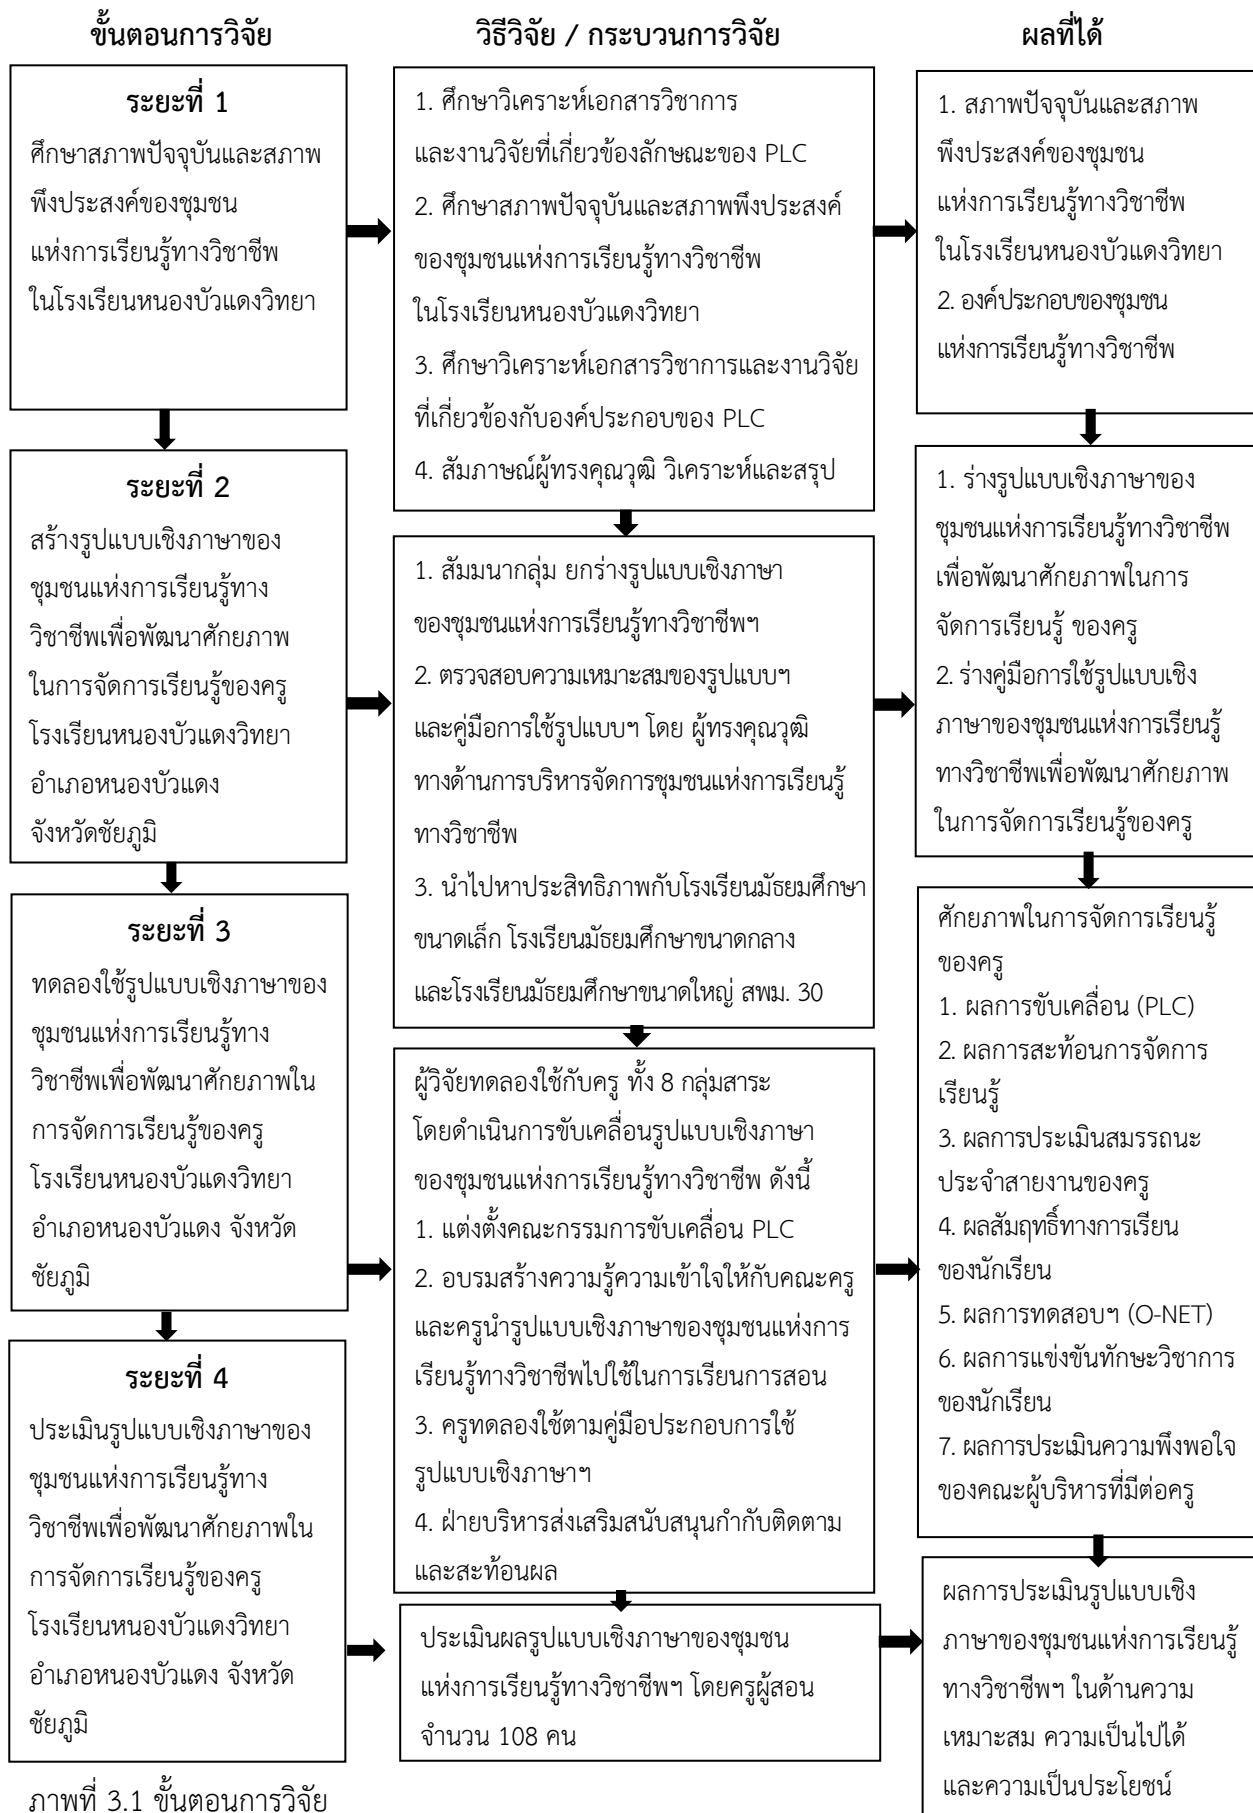 ขั้นตอนการวิจัย
วิธีวิจัย / กระบวนการวิจัย
ผลที่ได้
ระยะที่ 1
ศึกษาสภาพปัจจุบันและสภาพ
พึงประสงค์ของชุมชน
แห่งการเรียนรู้ทางวิชาชีพ
ในโรงเรียนหนองบัวแดงวิทยา
1. ศึกษาวิเคราะห์เอกสารวิชาการ
และงานวิจัยที่เกี่ยวข้องลักษณะของ PLC
2. ศึกษาสภาพปัจจุบันและสภาพพึงประสงค์
ของชุมชนแห่งการเรียนรู้ทางวิชาชีพ
ในโรงเรียนหนองบัวแดงวิทยา
3. ศึกษาวิเคราะห์เอกสารวิชาการและงานวิจัย
ที่เกี่ยวข้องกับองค์ประกอบของ PLC
4. สัมภาษณ์ผู้ทรงคุณวุฒิ วิเคราะห์และสรุป
1. สภาพปัจจุบันและสภาพ
พึงประสงค์ของชุมชน
แห่งการเรียนรู้ทางวิชาชีพ
ในโรงเรียนหนองบัวแดงวิทยา
2. องค์ประกอบของชุมชน
แห่งการเรียนรู้ทางวิชาชีพ
ระยะที่ 2
สร้างรูปแบบเชิงภาษาของ
ชุมชนแห่งการเรียนรู้ทาง
วิชาชีพเพื่อพัฒนาศักยภาพ
ในการจัดการเรียนรู้ของครู
โรงเรียนหนองบัวแดงวิทยา
อำเภอหนองบัวแดง
จังหวัดชัยภูมิ
1. สัมมนากลุ่ม ยกร่างรูปแบบเชิงภาษา
ของชุมชนแห่งการเรียนรู้ทางวิชาชีพฯ
2. ตรวจสอบความเหมาะสมของรูปแบบฯ
และคู่มือการใช้รูปแบบฯ โดย ผู้ทรงคุณวุฒิ
ทางด้านการบริหารจัดการชุมชนแห่งการเรียนรู้
ทางวิชาชีพ
3. นำไปหาประสิทธิภาพกับโรงเรียนมัธยมศึกษา
ขนาดเล็ก โรงเรียนมัธยมศึกษาขนาดกลาง
และโรงเรียนมัธยมศึกษาขนาดใหญ่ สพม. 30
1. ร่างรูปแบบเชิงภาษาของ
ชุมชนแห่งการเรียนรู้ทางวิชาชีพ
เพื่อพัฒนาศักยภาพในการ
จัดการเรียนรู้ ของครู
2. ร่างคู่มือการใช้รูปแบบเชิง
ภาษาของชุมชนแห่งการเรียนรู้
ทางวิชาชีพเพื่อพัฒนาศักยภาพ
ในการจัดการเรียนรู้ของครู
ระยะที่ 3
ทดลองใช้รูปแบบเชิงภาษาของ
ชุมชนแห่งการเรียนรู้ทาง
วิชาชีพเพื่อพัฒนาศักยภาพใน
การจัดการเรียนรู้ของครู
โรงเรียนหนองบัวแดงวิทยา
อำเภอหนองบัวแดง จังหวัด
ชัยภูมิ
ผู้วิจัยทดลองใช้กับครู ทั้ง 8 กลุ่มสาระ
โดยดำเนินการขับเคลื่อนรูปแบบเชิงภาษา
ของชุมชนแห่งการเรียนรู้ทางวิชาชีพ ดังนี้
1. แต่งตั้งคณะกรรมการขับเคลื่อน PLC
2. อบรมสร้างความรู้ความเข้าใจให้กับคณะครู
และครูนำรูปแบบเชิงภาษาของชุมชนแห่งการ
เรียนรู้ทางวิชาชีพไปใช้ในการเรียนการสอน
3. ครูทดลองใช้ตามคู่มือประกอบการใช้
รูปแบบเชิงภาษาฯ
4. ฝ่ายบริหารส่งเสริมสนับสนุนกำกับติดตาม
และสะท้อนผล
ศักยภาพในการจัดการเรียนรู้
ของครู
1. ผลการขับเคลื่อน (PLC)
2. ผลการสะท้อนการจัดการ
เรียนรู้
3. ผลการประเมินสมรรถนะ
ประจำสายงานของครู
4. ผลสัมฤทธิ์ทางการเรียน
ของนักเรียน
5. ผลการทดสอบฯ (O-NET)
6. ผลการแข่งขันทักษะวิชาการ
ของนักเรียน
7. ผลการประเมินความพึงพอใจ
ของคณะผู้บริหารที่มีต่อครู
ระยะที่ 4
ประเมินรูปแบบเชิงภาษาของ
ชุมชนแห่งการเรียนรู้ทาง
วิชาชีพเพื่อพัฒนาศักยภาพใน
การจัดการเรียนรู้ของครู
โรงเรียนหนองบัวแดงวิทยา
อำเภอหนองบัวแดง จังหวัด
ชัยภูมิ
ประเมินผลรูปแบบเชิงภาษาของชุมชน
แห่งการเรียนรู้ทางวิชาชีพฯ โดยครูผู้สอน
จำนวน 108 คน
ผลการประเมินรูปแบบเชิง
ภาษาของชุมชนแห่งการเรียนรู้
ทางวิชาชีพฯ ในด้านความ
เหมาะสม ความเป็นไปได้
และความเป็นประโยชน์
ภาพที่ 3.1 ขั้นตอนการวิจัย